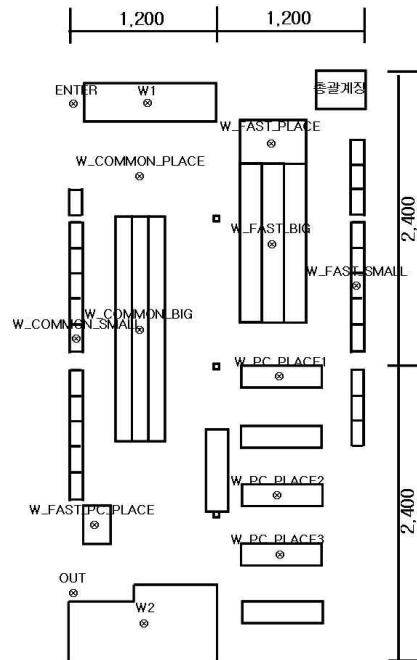 1,200 1,200
ENTER W1 총괄계장
W_FAST_PLACE
W_COMMON_PLACE
W_FAST_BIG
W_FAST_SMALL
W_COMMON_BIG
W_COMMON_SMALL
W_PC_PLACE1
W_PC_PLACE2
W_FAST_PC_PLACE
W_PC_PLACE3
OUT
W2
2,400
2,400